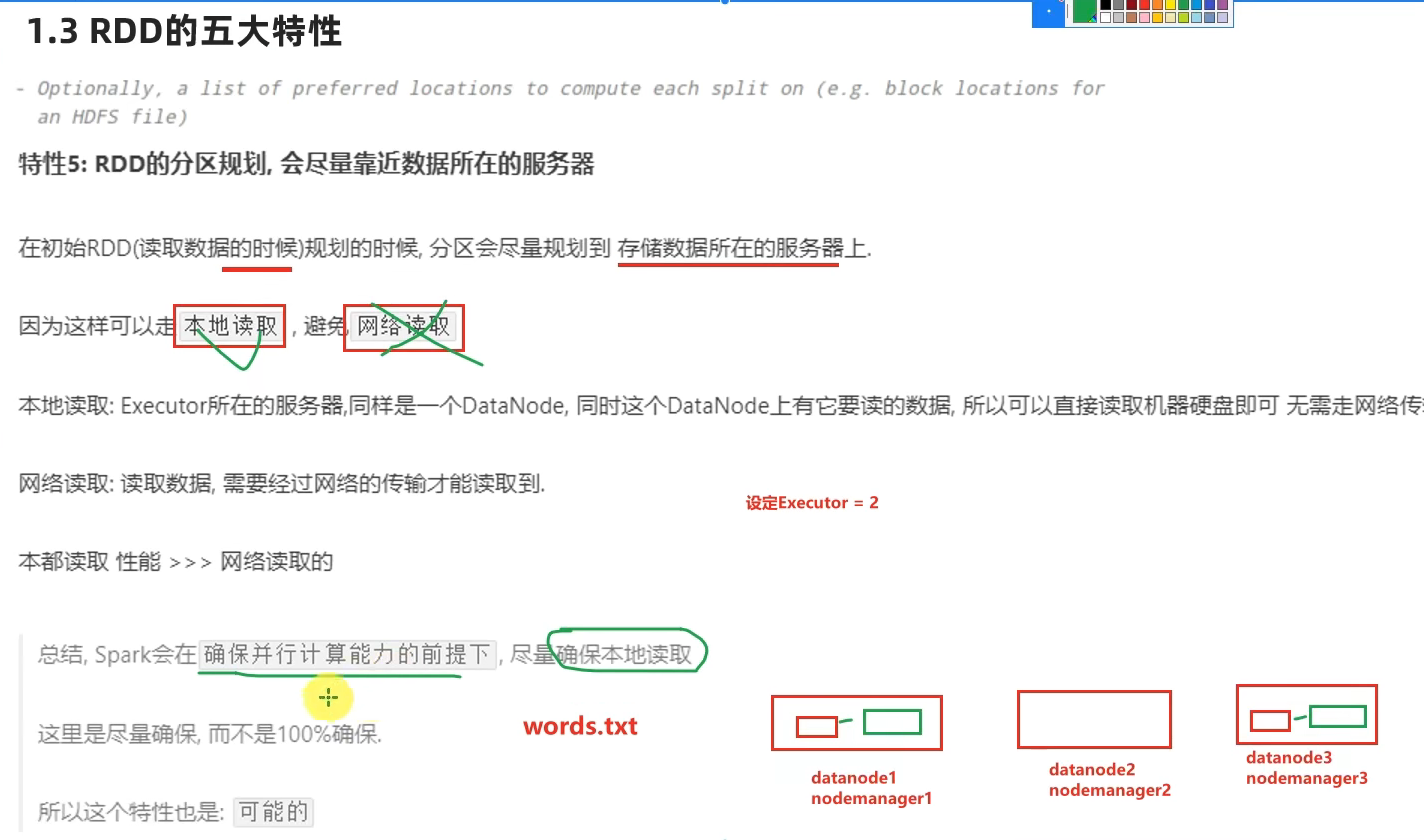 1.3 RDD的五大特性
- Optionally, a list of preferred locations to compute each split on (e.g. block locations for
an HDFS file)
特性5: RDD的分区规划, 会尽量靠近数据所在的服务器
在初始RDD(读取数据的时候)规划的时候, 分区会尽量规划到 存储数据所在的服务器上.
因为这样可以走 本地读取 , 避免 网络读取
本地读取: Executor所在的服务器,同样是一个DataNode, 同时这个DataNode上有它要读的数据, 所以可以直接读取机器硬盘即可 无需走网络传
网络读取: 读取数据, 需要经过网络的传输才能读取到.
设定Executor = 2
本都读取 性能 >>> 网络读取的
总结, Spark会在 确保并行计算能力的前提下 , 尽量确保本地读取
这里是尽量确保, 而不是100%确保.
words.txt
所以这个特性也是: 可能的
datanode1
nodemanager1
datanode2
nodemanager2
datanode3
nodemanager3